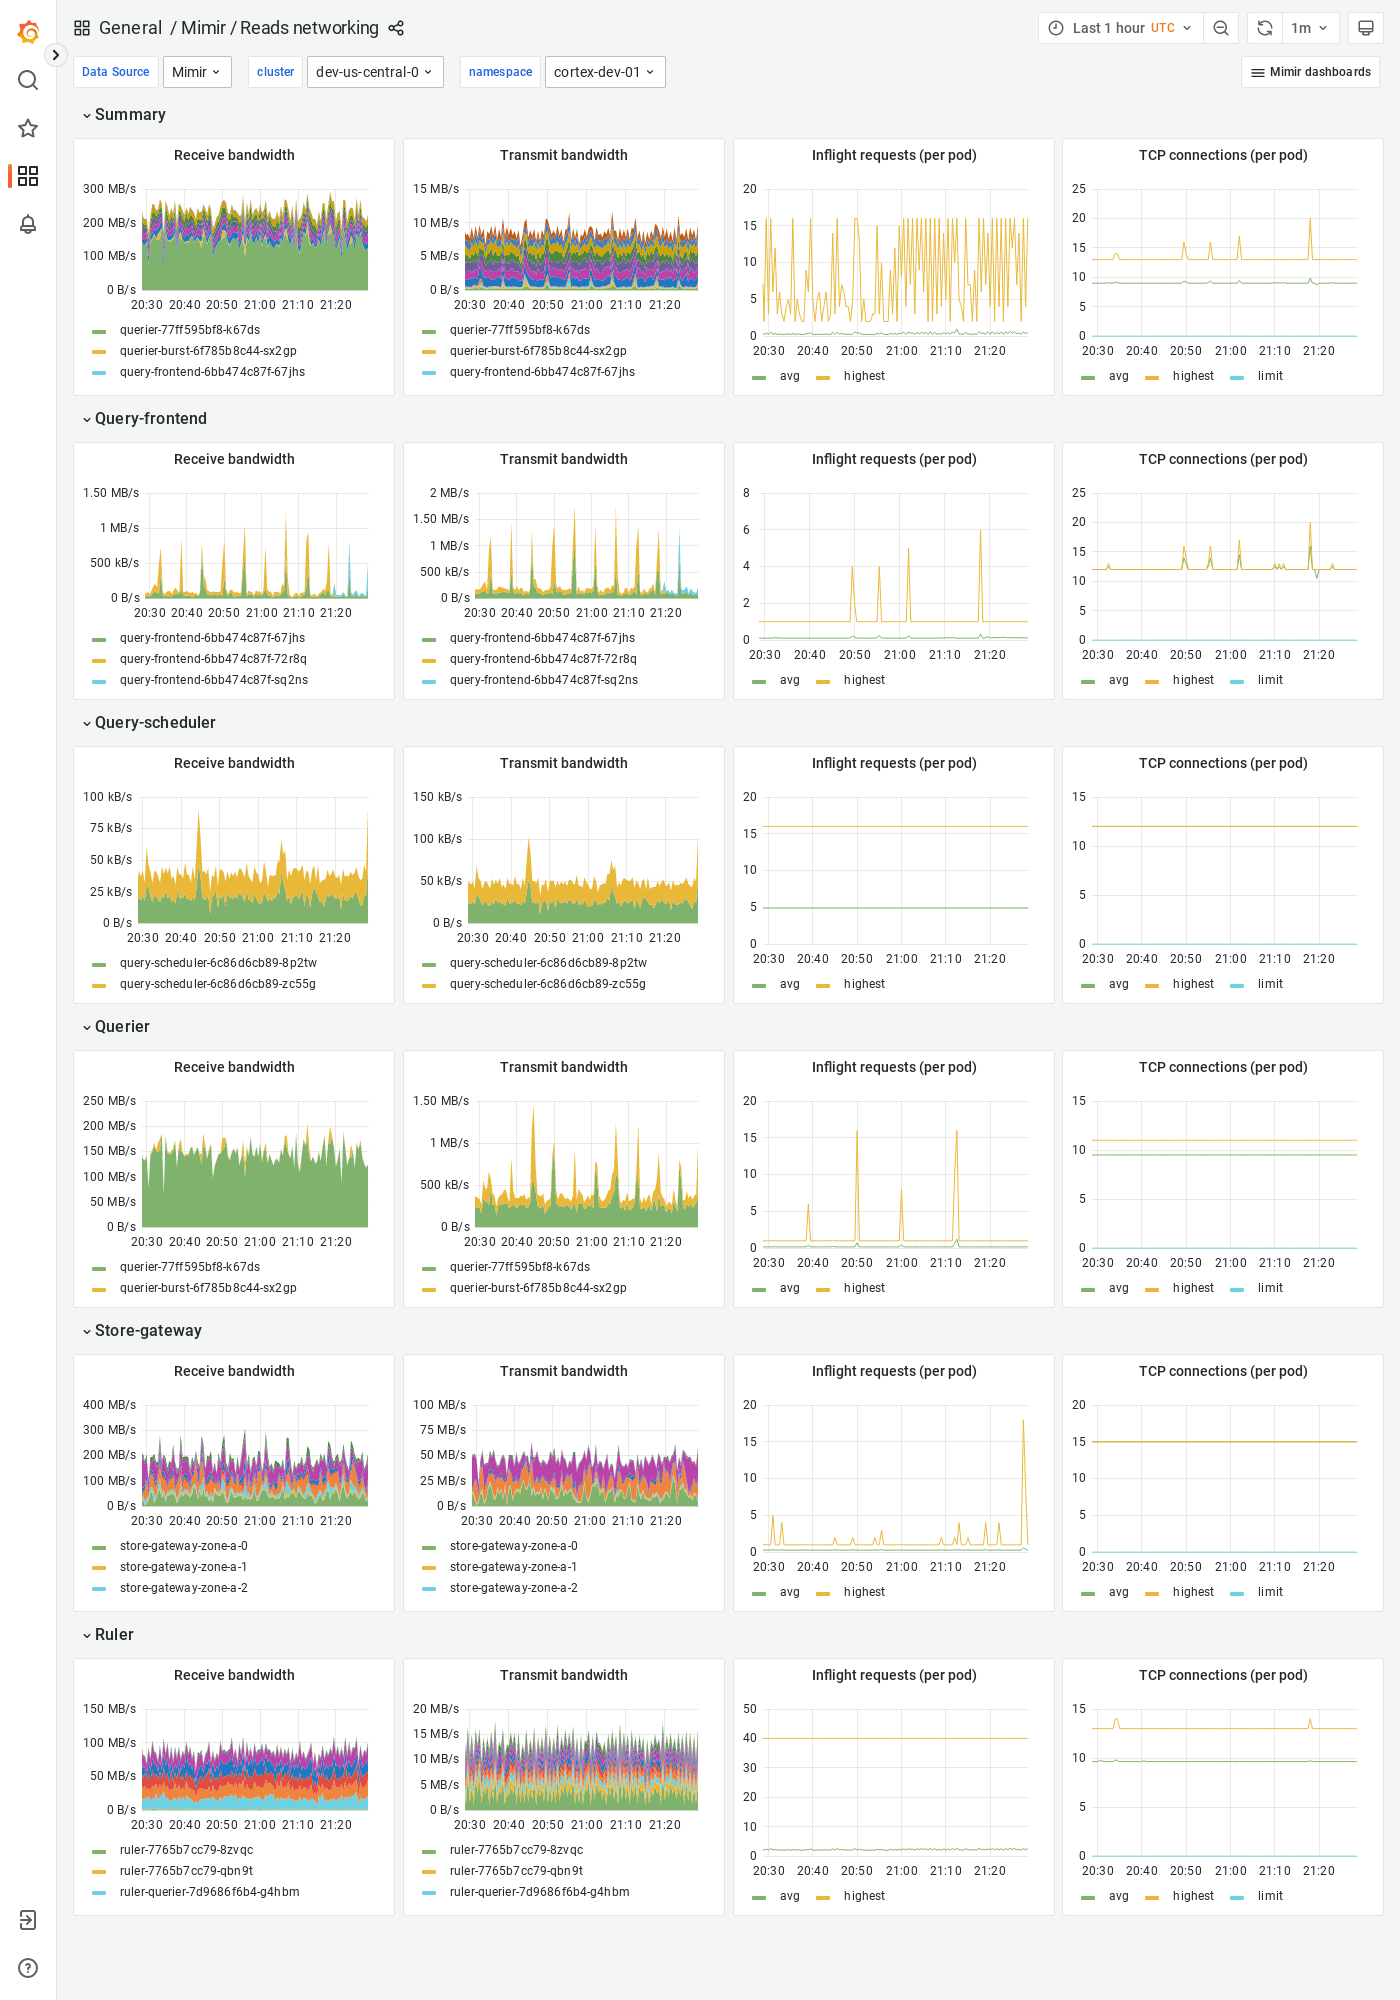 General / Mimir / Reads networking
Last 1 hour UTC
1m
Data Source Mimir cluster dev-us-central-0 namespace cortex-dev-01
Mimir dashboards
Summary
Receive bandwidth
300 MB/s
200 MB/s
100 MB/s
0 B/s
20:30 20:40 20:50 21:00 21:10 21:20
querier-77ff595bf8-k67ds
querier-burst-6f785b8c44-sx2gp
query-frontend-6bb474c87f-67jhs
Transmit bandwidth
15 MB/s
10 MB/s
5 MB/s
0 B/s
20:30 20:40 20:50 21:00 21:10 21:20
querier-77ff595bf8-k67ds
querier-burst-6f785b8c44-sx2gp
query-frontend-6bb474c87f-67jhs
Inflight requests (per pod)
20
15
10
5
0
20:30 20:40 20:50 21:00 21:10 21:20
avg highest
TCP connections (per pod)
25
20
15
10
5
0
20:30 20:40 20:50 21:00 21:10 21:20
avg highest limit
Query-frontend
Receive bandwidth
1.50 MB/s
1 MB/s
500 kB/s
0 B/s
20:30 20:40 20:50 21:00 21:10 21:20
query-frontend-6bb474c87f-67jhs
query-frontend-6bb474c87f-72r8q
query-frontend-6bb474c87f-sq2ns
Transmit bandwidth
2 MB/s
1.50 MB/s
1 MB/s
500 kB/s
0 B/s
20:30 20:40 20:50 21:00 21:10 21:20
query-frontend-6bb474c87f-67jhs
query-frontend-6bb474c87f-72r8q
query-frontend-6bb474c87f-sq2ns
Inflight requests (per pod)
8
6
4
2
0
20:30 20:40 20:50 21:00 21:10 21:20
avg highest
TCP connections (per pod)
25
20
15
10
5
0
20:30 20:40 20:50 21:00 21:10 21:20
avg highest limit
Query-scheduler
Receive bandwidth
100 kB/s
75 kB/s
50 kB/s
25 kB/s
0 B/s
20:30 20:40 20:50 21:00 21:10 21:20
query-scheduler-6c86d6cb89-8p2tw
query-scheduler-6c86d6cb89-zc55g
Transmit bandwidth
150 kB/s
100 kB/s
50 kB/s
0 B/s
20:30 20:40 20:50 21:00 21:10 21:20
query-scheduler-6c86d6cb89-8p2tw
query-scheduler-6c86d6cb89-zc55g
Inflight requests (per pod)
20
15
10
5
0
20:30 20:40 20:50 21:00 21:10 21:20
avg highest
TCP connections (per pod)
15
10
5
0
20:30 20:40 20:50 21:00 21:10 21:20
avg highest limit
Querier
Receive bandwidth
250 MB/s
200 MB/s
150 MB/s
100 MB/s
50 MB/s
0 B/s
20:30 20:40 20:50 21:00 21:10 21:20
querier-77ff595bf8-k67ds
querier-burst-6f785b8c44-sx2gp
Transmit bandwidth
1.50 MB/s
1 MB/s
500 kB/s
0 B/s
20:30 20:40 20:50 21:00 21:10 21:20
querier-77ff595bf8-k67ds
querier-burst-6f785b8c44-sx2gp
Inflight requests (per pod)
20
15
10
5
0
20:30 20:40 20:50 21:00 21:10 21:20
avg highest
TCP connections (per pod)
15
10
5
0
20:30 20:40 20:50 21:00 21:10 21:20
avg highest limit
Store-gateway
Receive bandwidth
400 MB/s
300 MB/s
200 MB/s
100 MB/s
0 B/s
20:30 20:40 20:50 21:00 21:10 21:20
store-gateway-zone-a-0
store-gateway-zone-a-1
store-gateway-zone-a-2
Transmit bandwidth
100 MB/s
75 MB/s
50 MB/s
25 MB/s
0 B/s
20:30 20:40 20:50 21:00 21:10 21:20
store-gateway-zone-a-0
store-gateway-zone-a-1
store-gateway-zone-a-2
Inflight requests (per pod)
20
15
10
5
0
20:30 20:40 20:50 21:00 21:10 21:20
avg highest
TCP connections (per pod)
20
15
10
5
0
20:30 20:40 20:50 21:00 21:10 21:20
avg highest limit
Ruler
Receive bandwidth
150 MB/s
100 MB/s
50 MB/s
0 B/s
20:30 20:40 20:50 21:00 21:10 21:20
ruler-7765b7cc79-8zvqc
ruler-7765b7cc79-qbn9t
ruler-querier-7d9686f6b4-g4hbm
Transmit bandwidth
20 MB/s
15 MB/s
10 MB/s
5 MB/s
0 B/s
20:30 20:40 20:50 21:00 21:10 21:20
ruler-7765b7cc79-8zvqc
ruler-7765b7cc79-qbn9t
ruler-querier-7d9686f6b4-g4hbm
Inflight requests (per pod)
50
40
30
20
10
0
20:30 20:40 20:50 21:00 21:10 21:20
avg highest
TCP connections (per pod)
15
10
5
0
20:30 20:40 20:50 21:00 21:10 21:20
avg highest limit